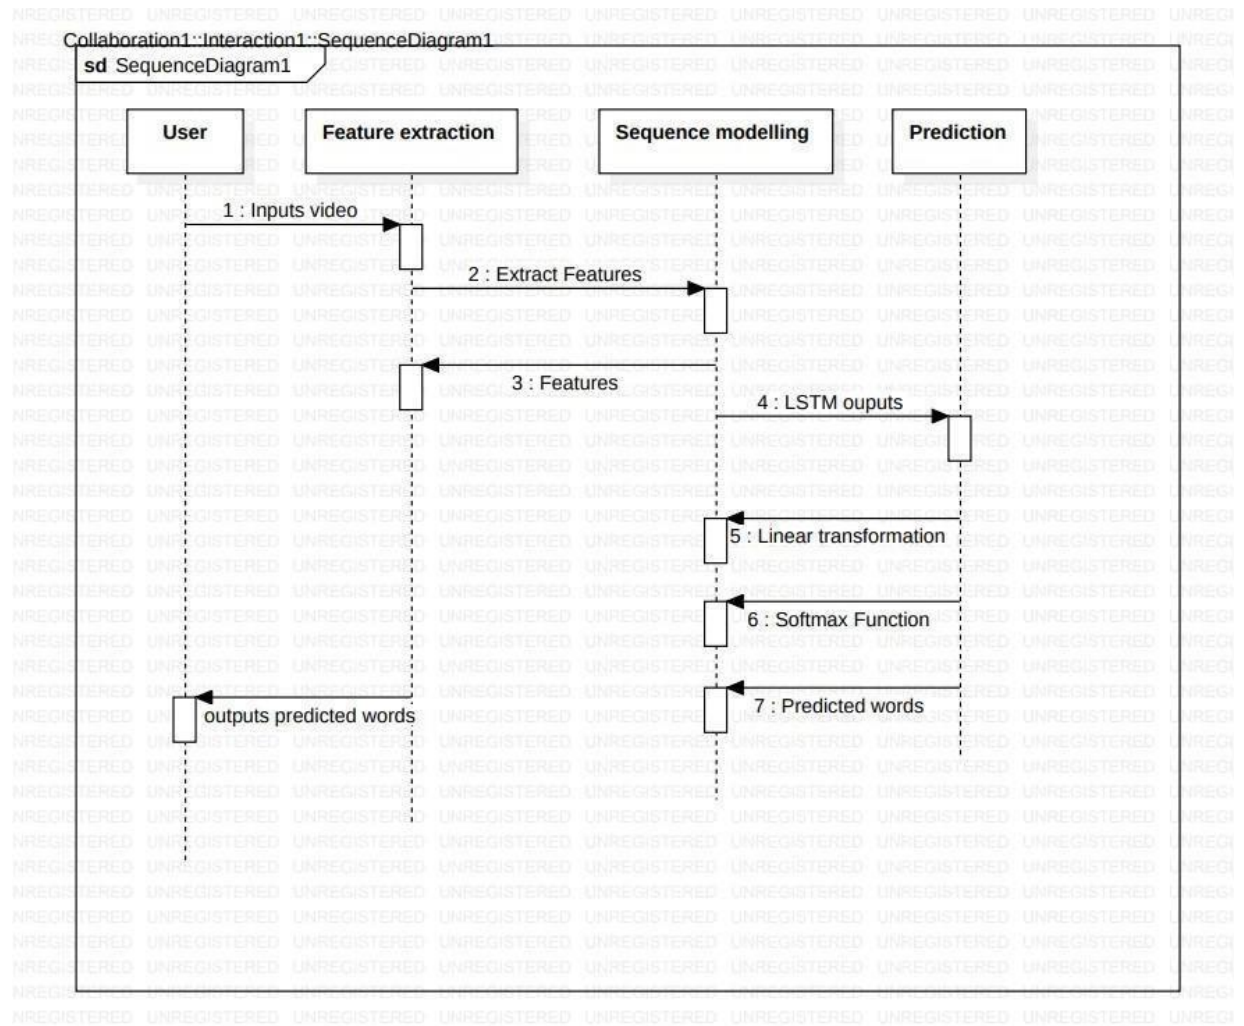 Collaboration1::Interaction1::SequenceDiagram1
sd SequenceDiagram1
User
Feature extraction
Sequence modelling
Prediction
1 : Inputs video
2 : Extract Features
3 : Features
4 : LSTM ouputs
5 : Linear transformation
6 : Softmax Function
7 : Predicted words
outputs predicted words
UNREGISTERED